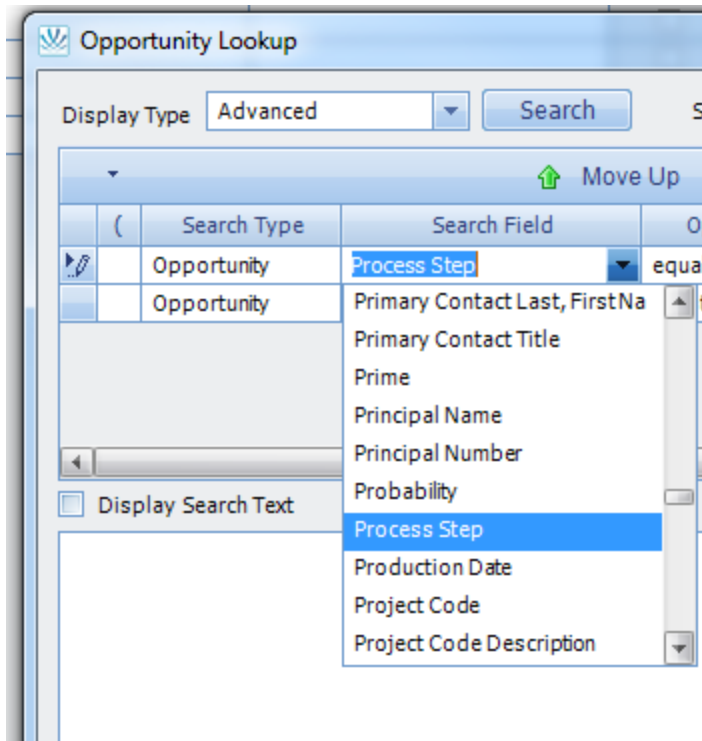 Opportunity Lookup
Display Type Advanced Search S
Move Up
( Search Type Search Field O
Opportunity Process Step equa
Opportunity
Primary Contact Last, First Na
Primary Contact Title
Prime
Principal Name
Principal Number
Probability
Display Search Text
Process Step
Production Date
Project Code
Project Code Description